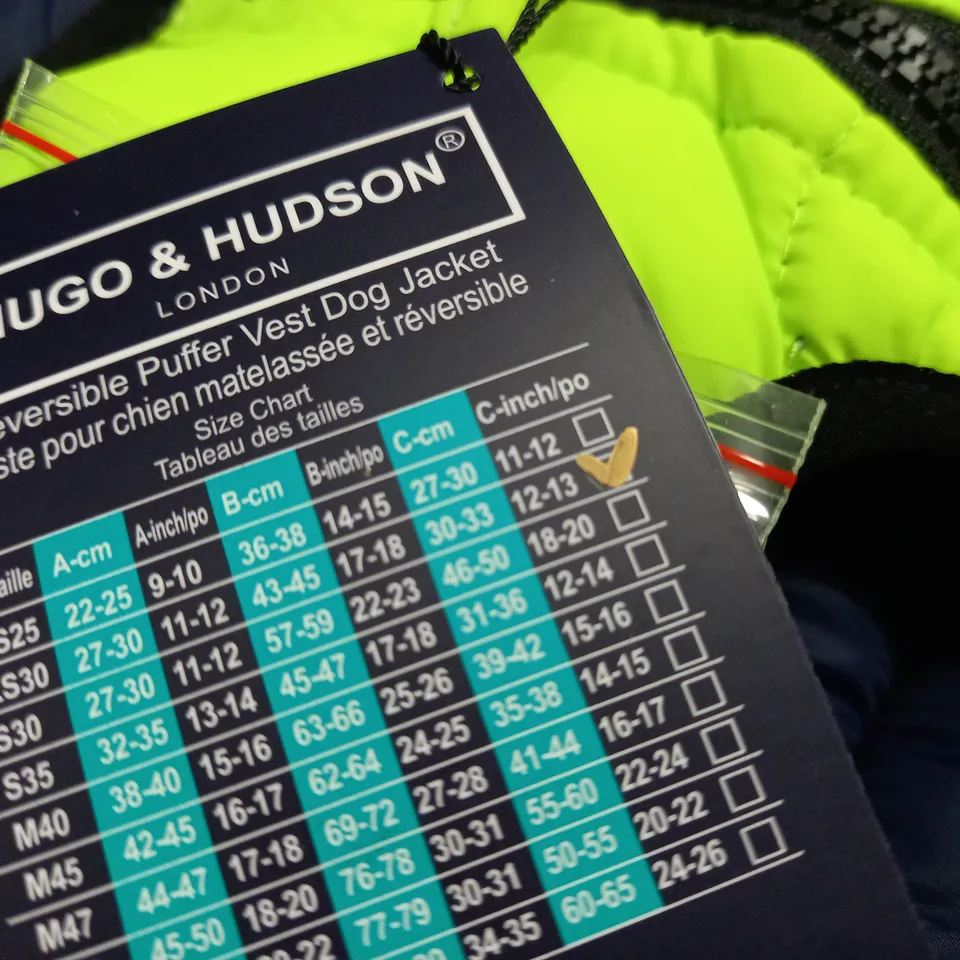 HUGO & HUDSON®
LONDON
eversible Puffer Vest Dog Jacket
ste pour chien matelassée et réversible
Size Chart
Tableau des tailles
aille A-cm A-inch/po B-cm B-inch/po C-cm C-inch/po
S25 22-25 9-10 36-38 14-15 27-30 11-12
XS30 27-30 11-12 43-45 17-18 30-33 12-13
S30 27-30 11-12 57-59 22-23 46-50 18-20
S35 32-35 13-14 45-47 17-18 31-36 12-14
M40 38-40 15-16 63-66 25-26 39-42 15-16
M45 42-45 16-17 62-64 24-25 35-38 14-15
M47 44-47 17-18 69-72 27-28 41-44 16-17
45-50 18-20 76-78 30-31 55-60 22-24
77-79 30-31 50-55 20-22
34-35 60-65 24-26